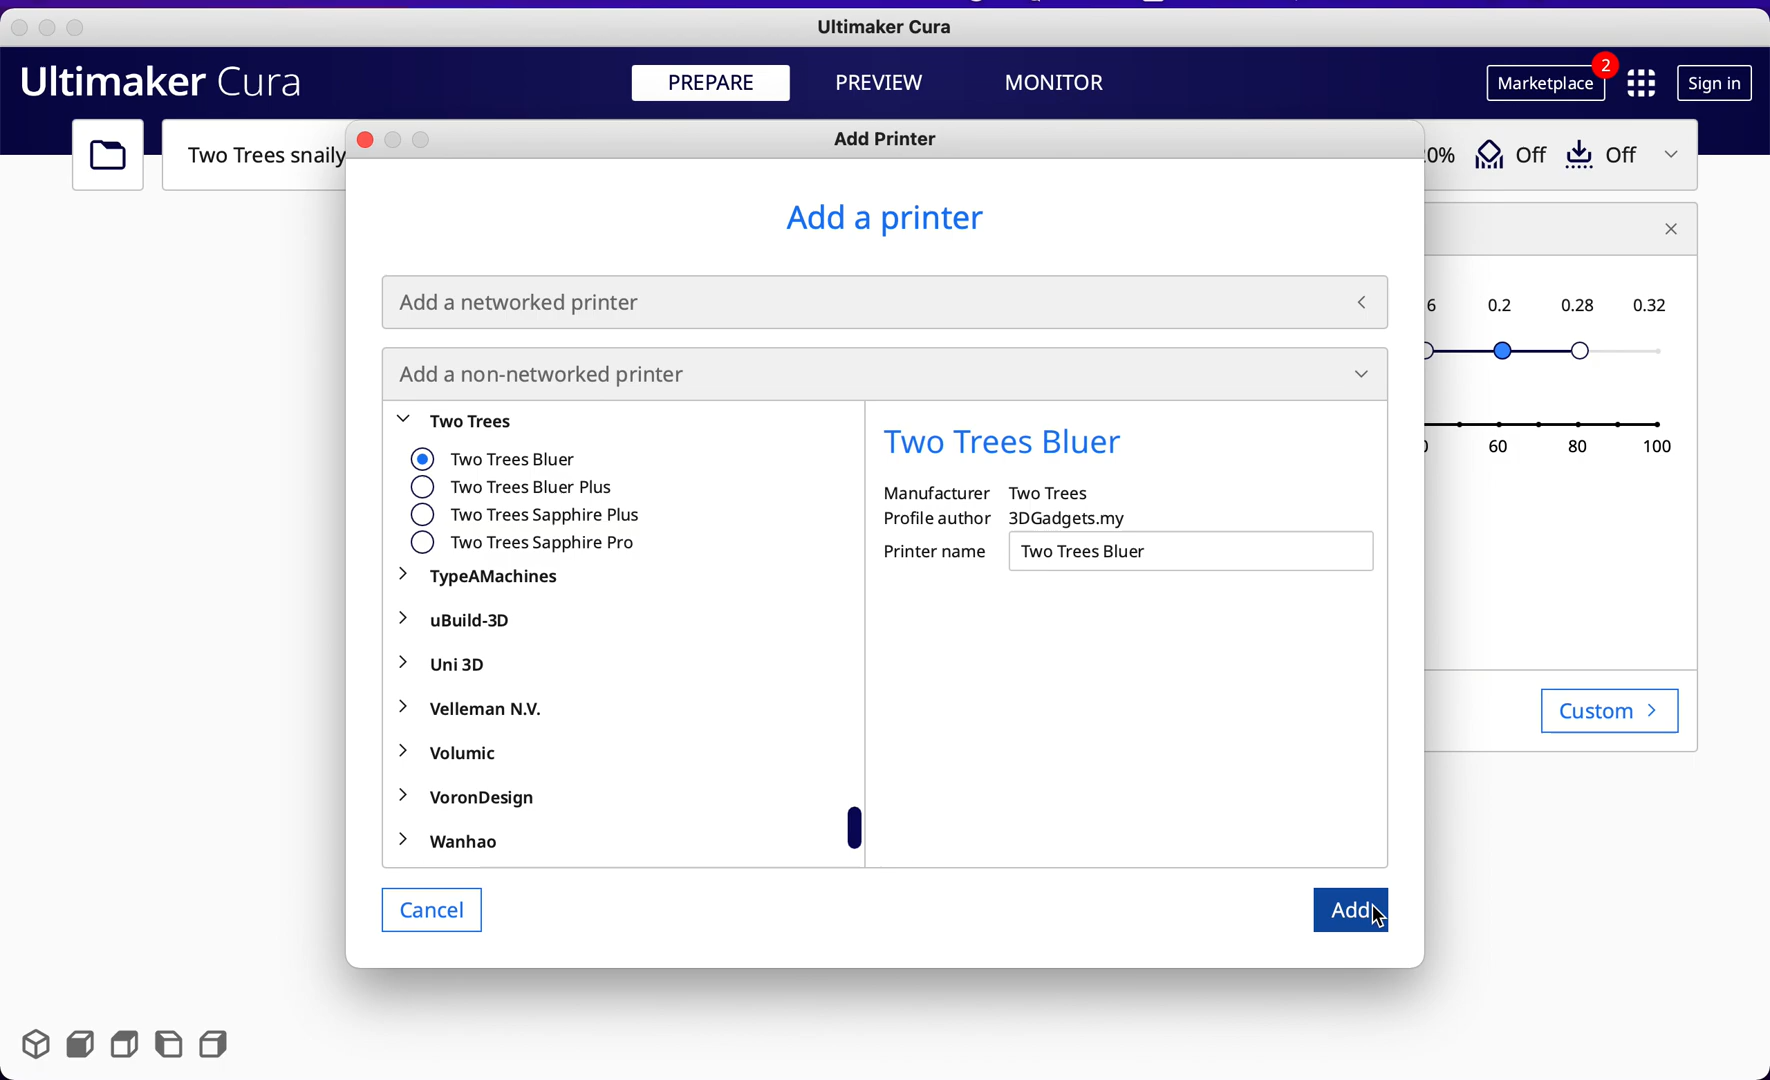 Ultimaker Cura
Ultimaker Cura
PREPARE
PREVIEW
MONITOR
Marketplace
2
Sign in
Two Trees snaily
Add Printer
0%
Off
Off
Add a printer
Add a networked printer
Add a non-networked printer
Two Trees
Two Trees Bluer
Two Trees Bluer Plus
Two Trees Sapphire Plus
Two Trees Sapphire Pro
TypeAMachines
uBuild-3D
Uni 3D
Velleman N.V.
Volumic
VoronDesign
Wanhao
Two Trees Bluer
Manufacturer Two Trees
Profile author 3DGadgets.my
Printer name Two Trees Bluer
6 0.2 0.28 0.32
60 80 100
Custom
Cancel
Add